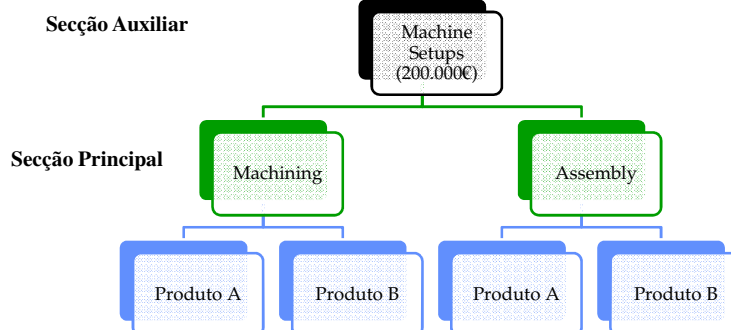 Secção Auxiliar
Machine
Setups
(200.000€)
Secção Principal
Machining
Assembly
Produto A
Produto B
Produto A
Produto B